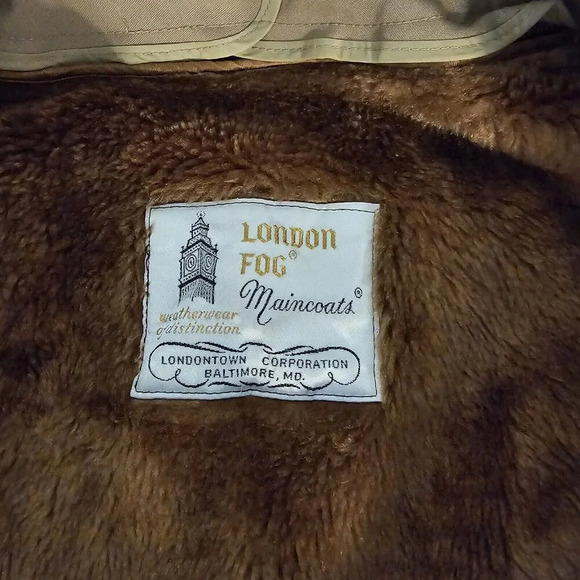 LONDON
FOG®
Maincoats®
weatherwear
of distinction
LONDONTOWN CORPORATION
BALTIMORE, MD.